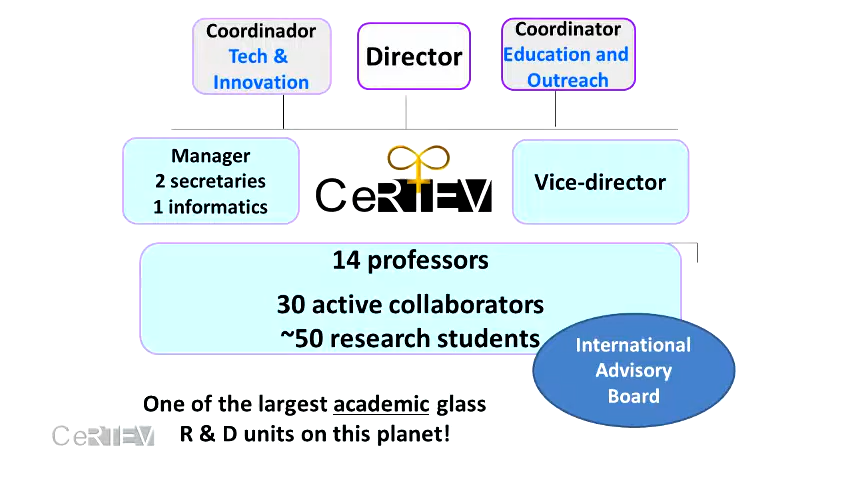 Coordinador
Tech &
Innovation
Director
Coordinator
Education and
Outreach
Manager
2 secretaries
1 informatics
CeRTEV
Vice-director
14 professors
30 active collaborators
~50 research students
International
Advisory
Board
One of the largest academic glass
R & D units on this planet!
CeRTEV